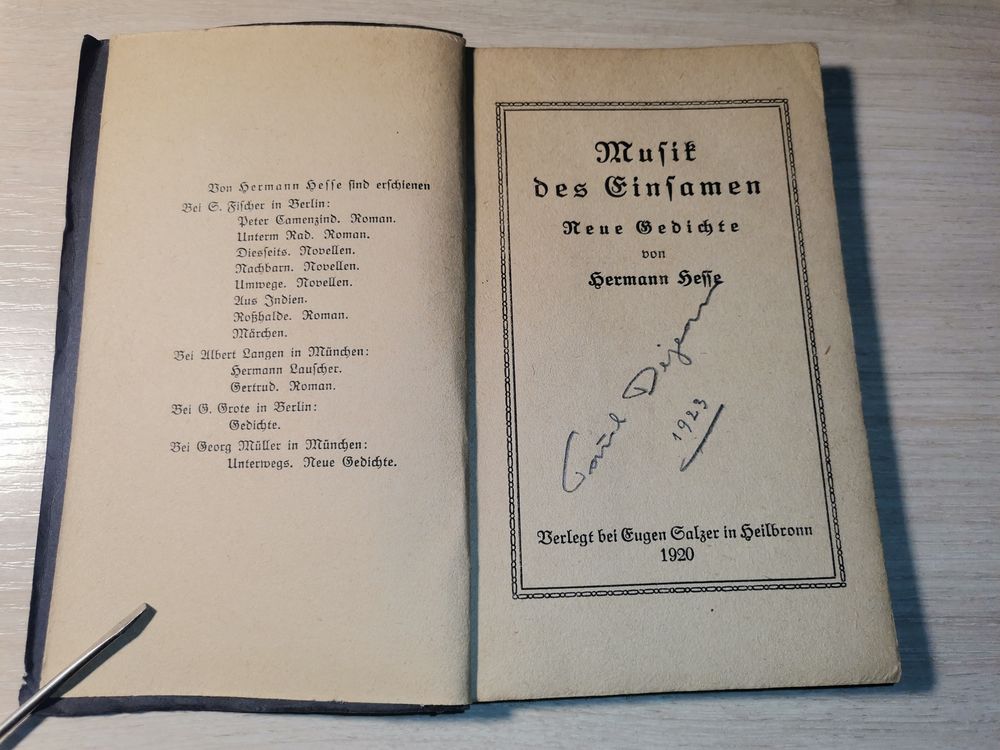 Von Hermann Hesse sind erschienen
Bei S. Fischer in Berlin:
Peter Camenzind. Roman.
Unterm Rad. Roman.
Diesseits. Novellen.
Nachbarn. Novellen.
Umwege. Novellen.
Aus Indien.
Roßhalde. Roman.
Märchen.
Bei Albert Langen in München:
Hermann Lauscher.
Gertrud. Roman.
Bei G. Grote in Berlin:
Gedichte.
Bei Georg Müller in München:
Unterwegs. Neue Gedichte.
Musik
des Einsamen
Neue Gedichte
von
Hermann Hesse
1923
Verlegt bei Eugen Salzer in Heilbronn
1920